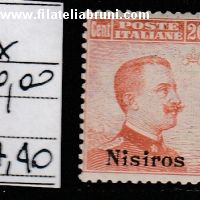 www.filateliabruni.com
x
POSTE
Cent
ITALIANE
20
Nisiros